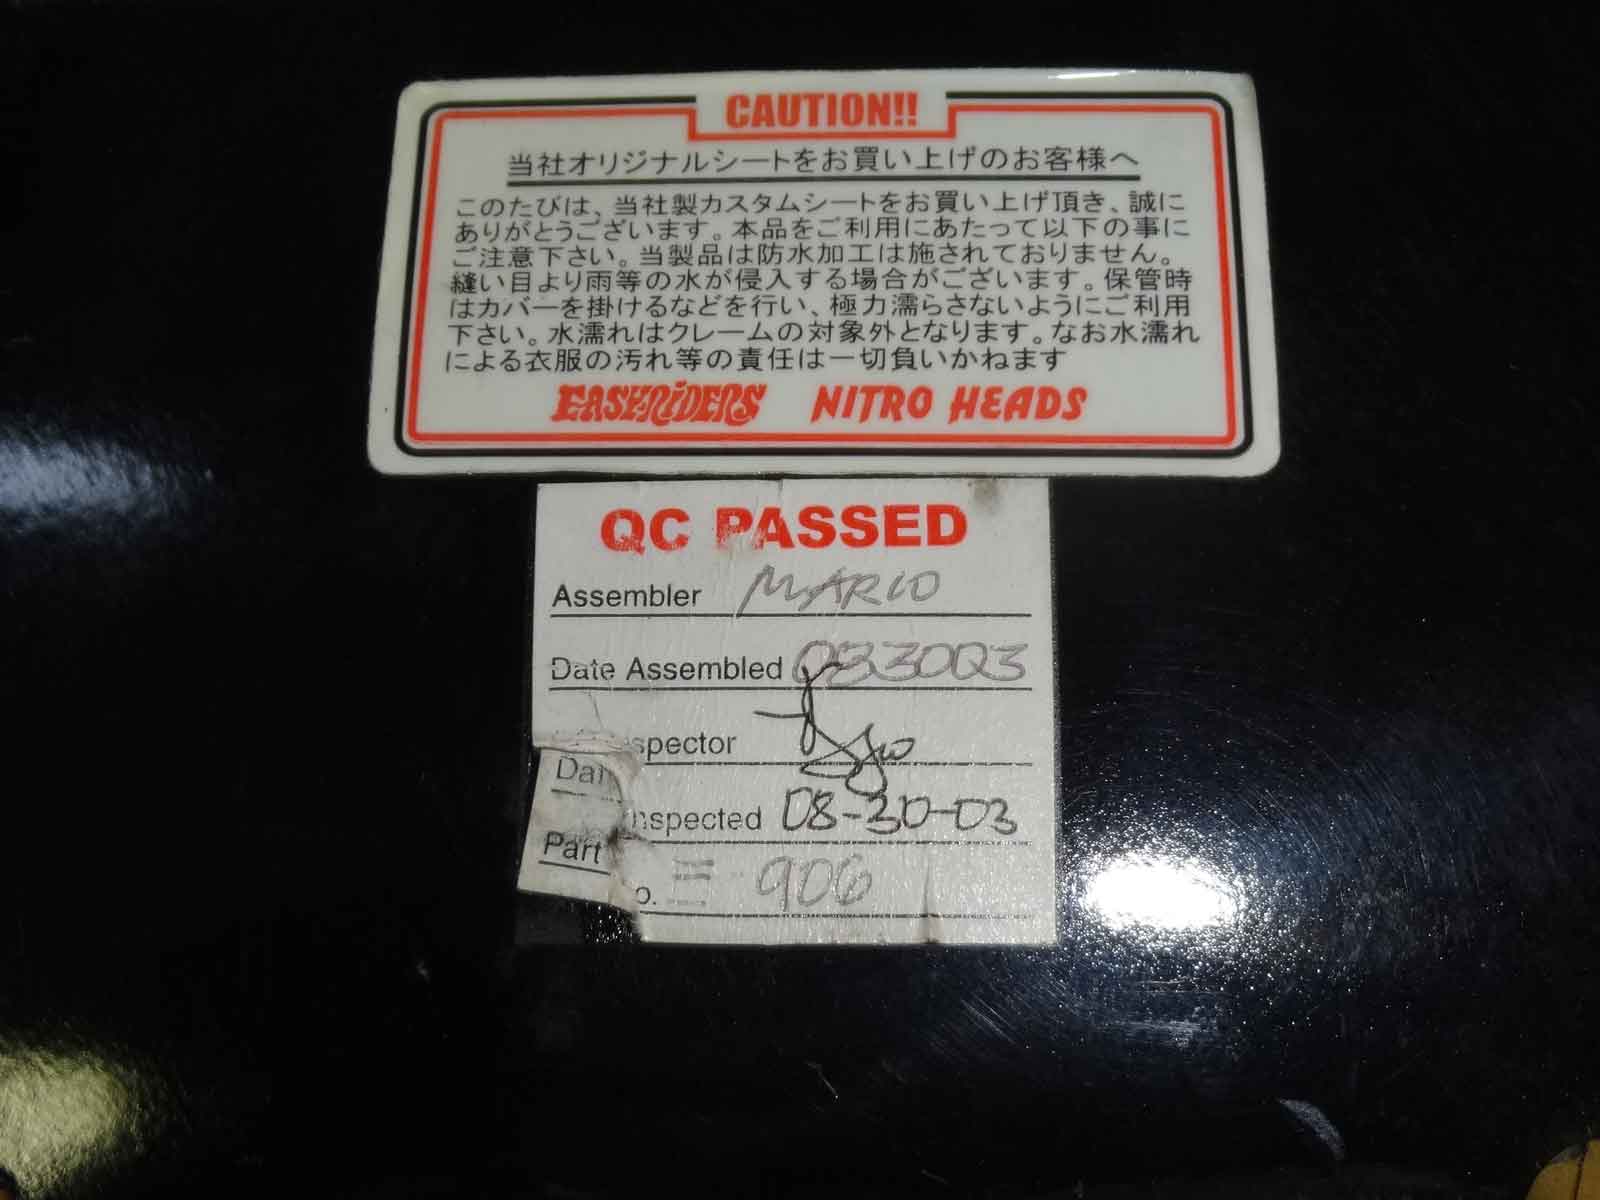 CAUTION!!
当社オリジナルシートをお買い上げのお客様へ
このたびは、当社製カスタムシートをお買い上げ頂き、誠に
ありがとうございます。本品をご利用にあたって以下の事に
ご注意下さい。当製品は防水加工は施されておりません。
縫い目より雨等の水が侵入する場合がございます。保管時
はカバーを掛けるなどを行い、極力濡らさないようにご利用
下さい。水濡れはクレームの対象外となります。なお水濡れ
による衣服の汚れ等の責任は一切負いかねます
EASYRIDERS NITRO HEADS
QC PASSED
Assembler MARIO
Date Assembled 083003
spector
Dat
nspected 08-30-03
Part
o. = 906